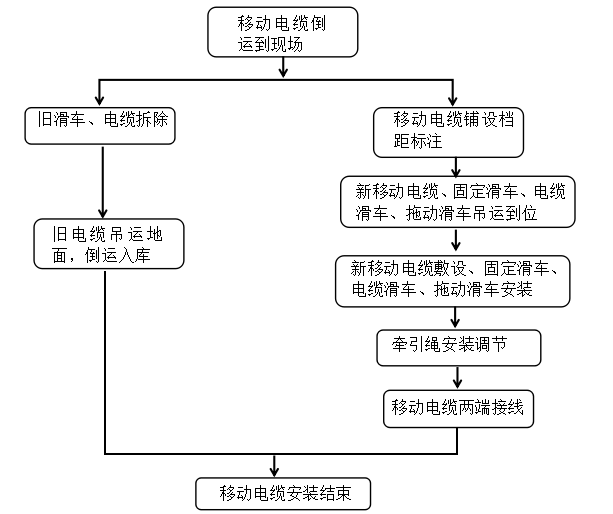 移动电缆倒
运到现场
旧滑车、电缆拆除
移动电缆铺设档
距标注
新移动电缆、固定滑车、电缆
滑车、拖动滑车吊运到位
旧电缆吊运地
面，倒运入库
新移动电缆敷设、固定滑车、
电缆滑车、拖动滑车安装
牵引绳安装调节
移动电缆两端接线
移动电缆安装结束